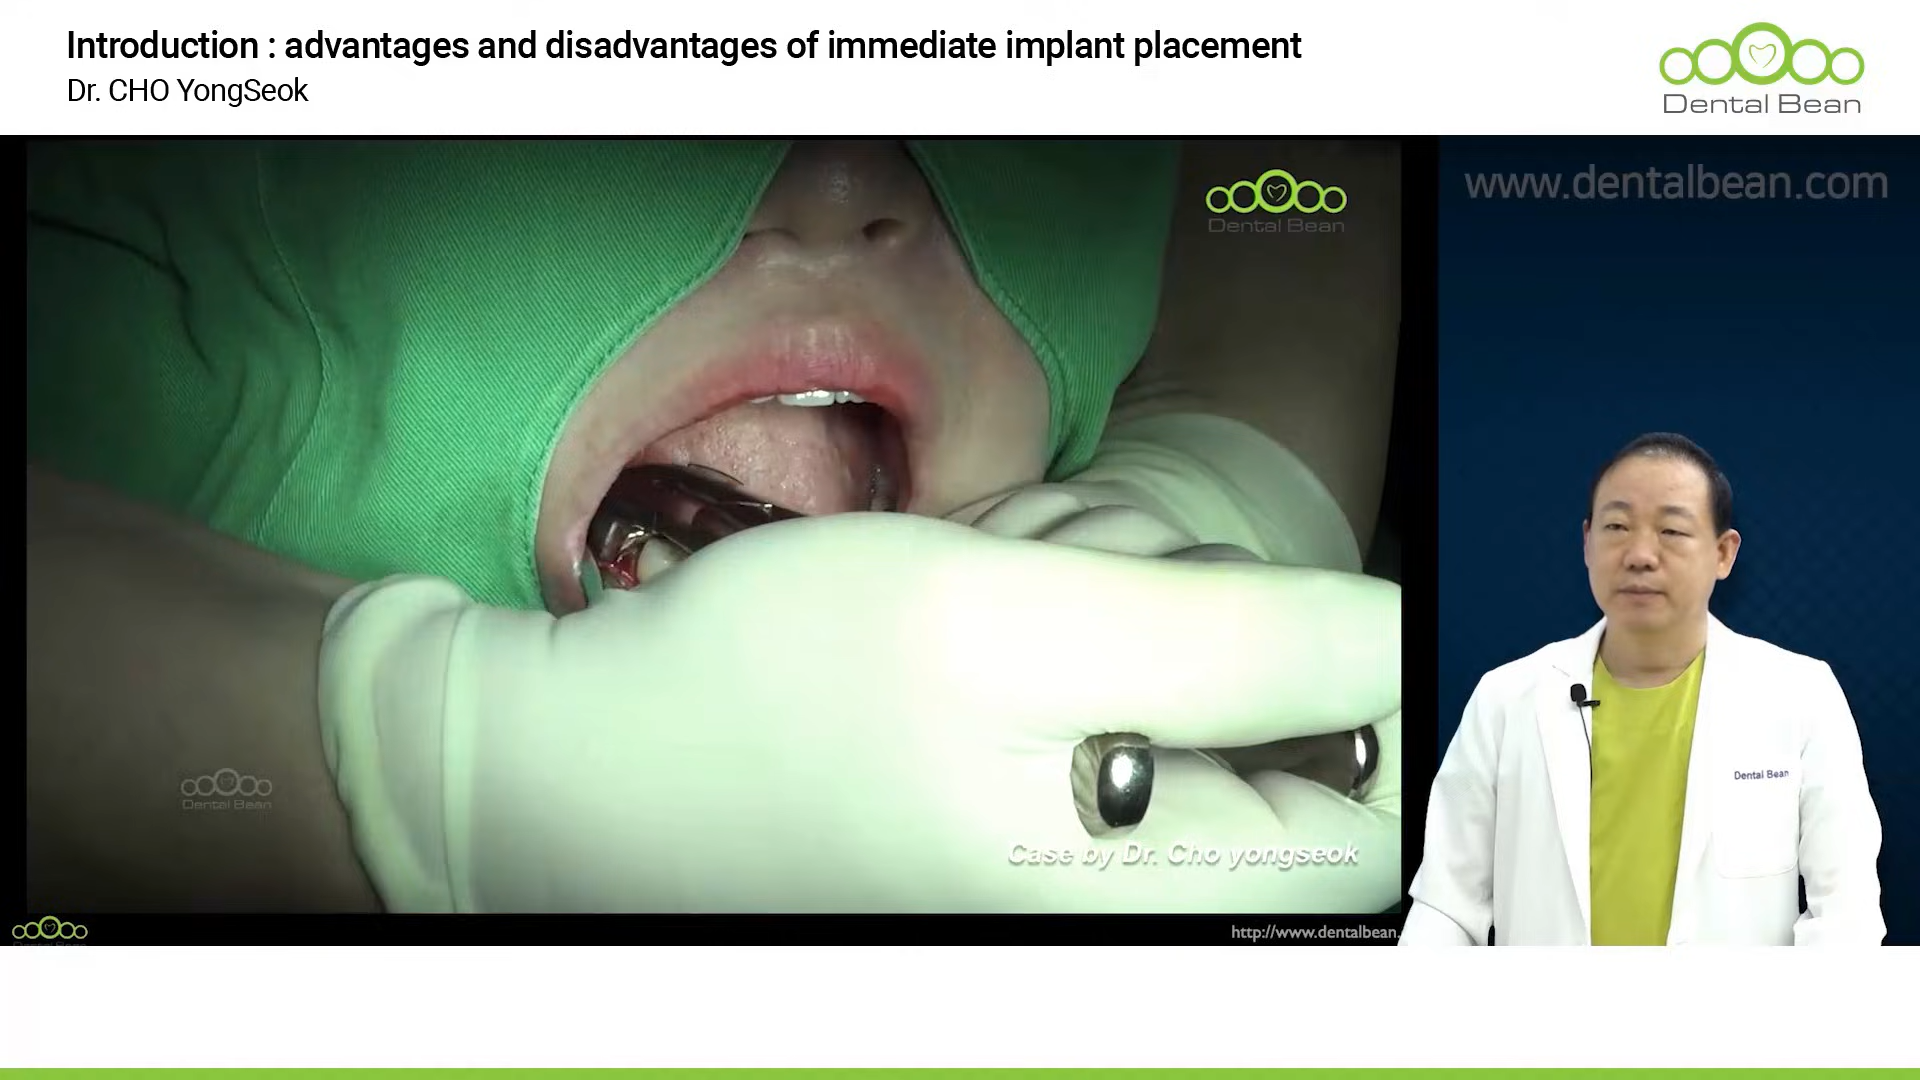 Introduction : advantages and disadvantages of immediate implant placement
Dr. CHO YongSeok
Dental Bean
www.dentalbean.com
Dental Bean
Dental Bean
Dental Bean
Case by Dr. Cho yongseok
http://www.dentalbean.